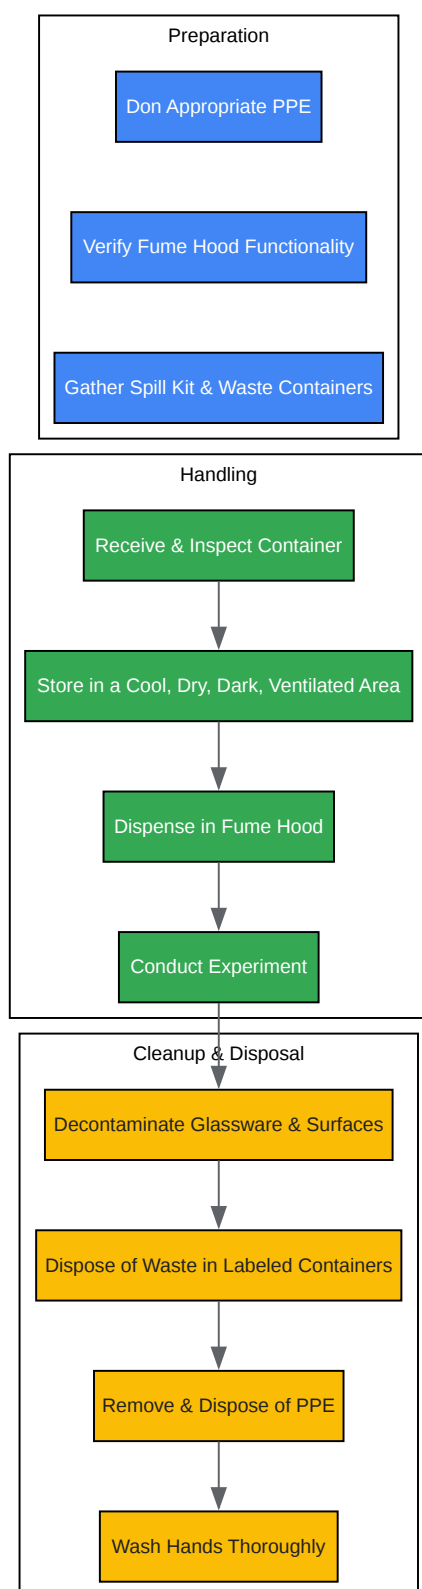 Preparation
Don Appropriate PPE
Verify Fume Hood Functionality
Gather Spill Kit & Waste Containers
Handling
Receive & Inspect Container
Store in a Cool, Dry, Dark, Ventilated Area
Dispense in Fume Hood
Conduct Experiment
Cleanup & Disposal
Decontaminate Glassware & Surfaces
Dispose of Waste in Labeled Containers
Remove & Dispose of PPE
Wash Hands Thoroughly